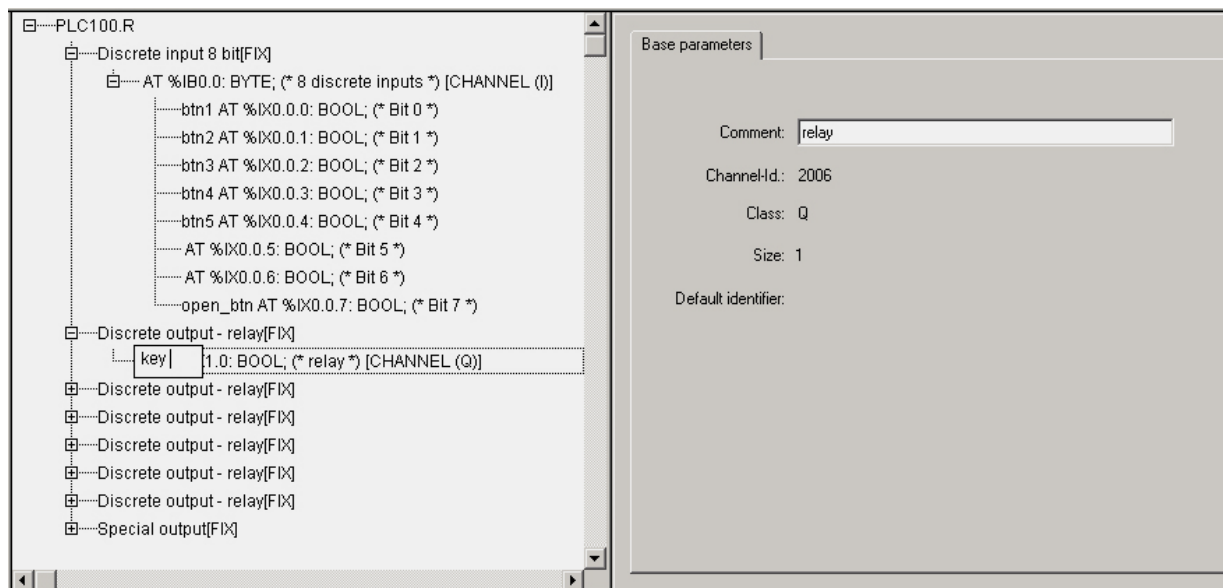 PLC100.R
Discrete input 8 bit[FIX]
AT %IB0.0: BYTE; (* 8 discrete inputs *) [CHANNEL (I)]
btn1 AT %IX0.0.0: BOOL; (* Bit 0 *)
btn2 AT %IX0.0.1: BOOL; (* Bit 1 *)
btn3 AT %IX0.0.2: BOOL; (* Bit 2 *)
btn4 AT %IX0.0.3: BOOL; (* Bit 3 *)
btn5 AT %IX0.0.4: BOOL; (* Bit 4 *)
AT %IX0.0.5: BOOL; (* Bit 5 *)
AT %IX0.0.6: BOOL; (* Bit 6 *)
open_btn AT %IX0.0.7: BOOL; (* Bit 7 *)
Discrete output - relay[FIX]
key 1.0: BOOL; (* relay *) [CHANNEL (Q)]
Discrete output - relay[FIX]
Discrete output - relay[FIX]
Discrete output - relay[FIX]
Discrete output - relay[FIX]
Discrete output - relay[FIX]
Special output[FIX]
Base parameters
Comment: relay
Channel-Id.: 2006
Class: Q
Size: 1
Default identifier: